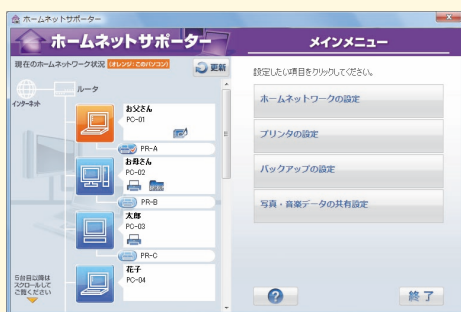 ホームネットサポーター
ホームネットサポーター
現在のホームネットワーク状況 [オレンジ:このパソコン]
更新
インターネット
ルータ
お父さん
PC-01
PR-A
お母さん
PC-02
PR-B
太郎
PC-03
PR-C
花子
PC-04
5台目以降は
スクロールして
ご覧ください
メインメニュー
設定したい項目をクリックしてください。
ホームネットワークの設定
プリンタの設定
バックアップの設定
写真・音楽データの共有設定
?
終了